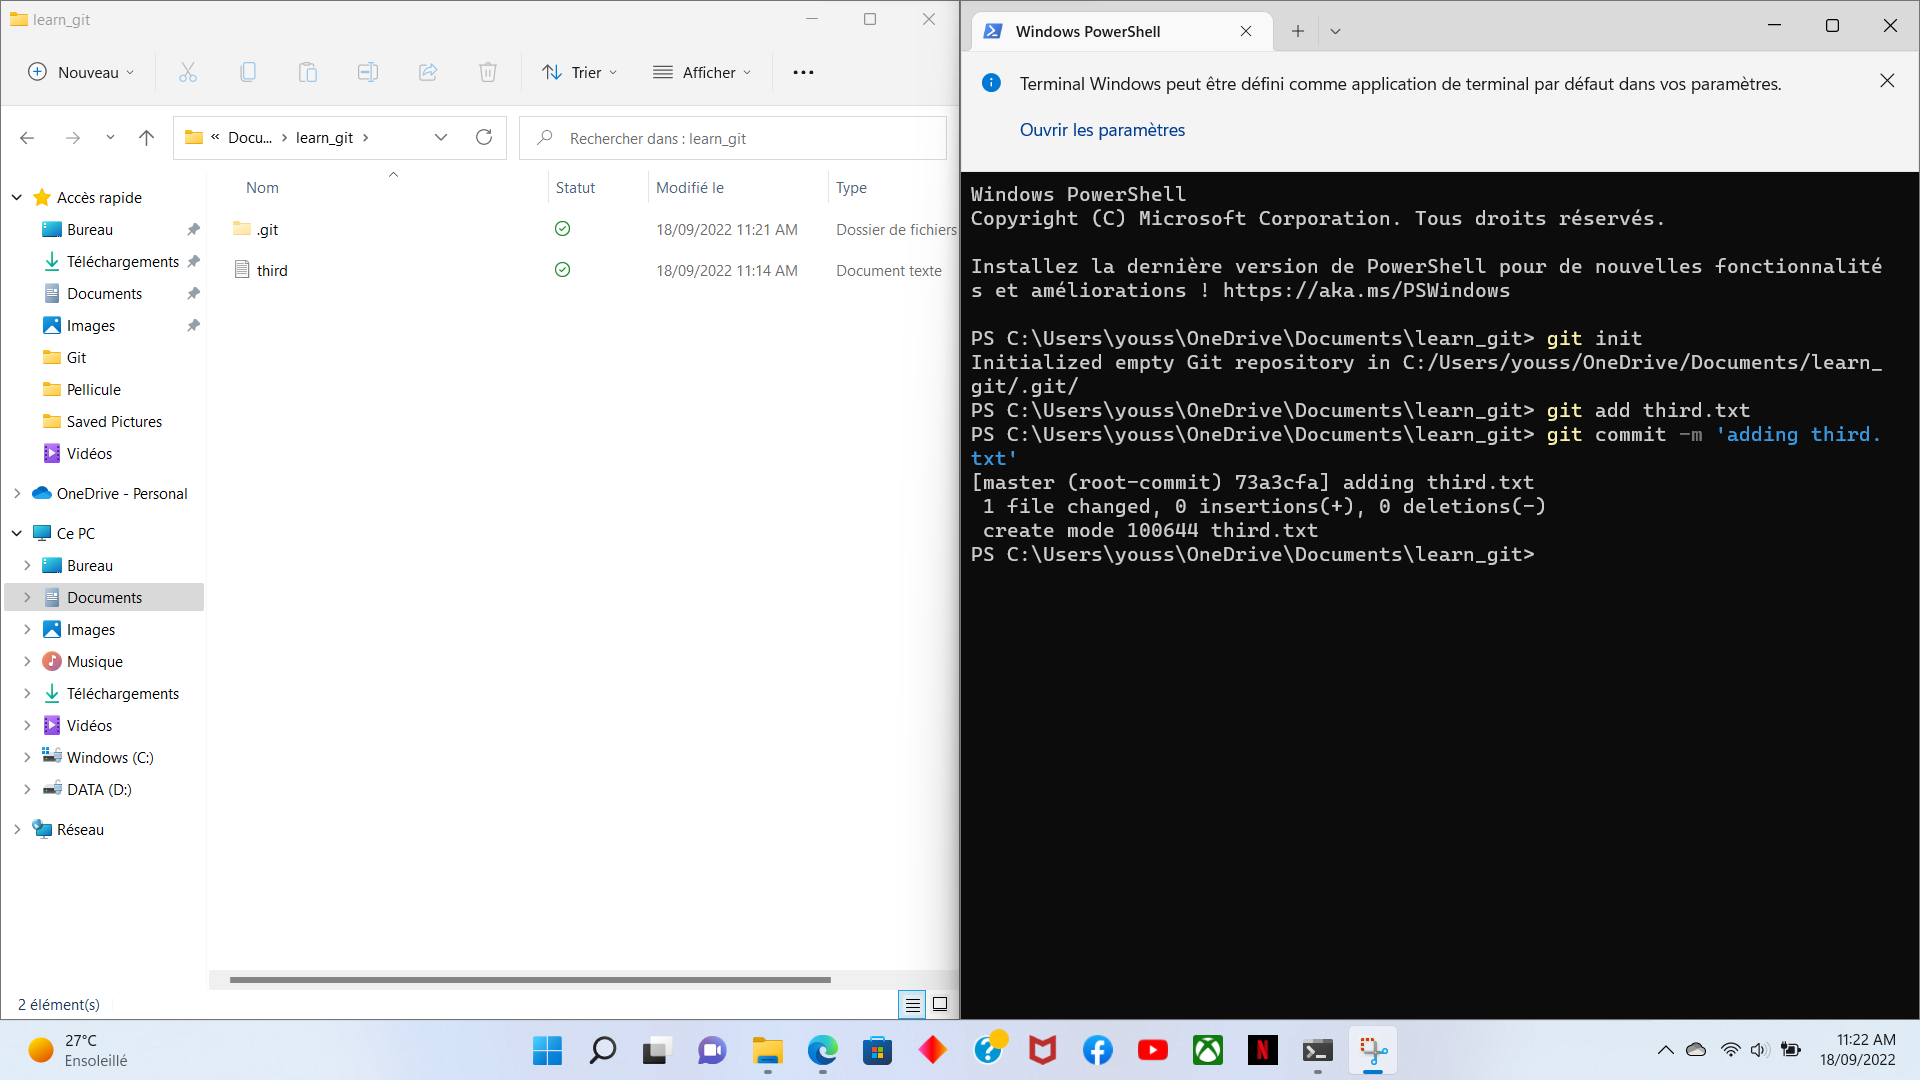 learn_git
Nouveau
Trier
Afficher
« Docu... > learn_git >
Rechercher dans : learn_git
Nom
Statut
Modifié le
Type
.git
18/09/2022 11:21 AM
Dossier de fichiers
third
18/09/2022 11:14 AM
Document texte
Accès rapide
Bureau
Téléchargements
Documents
Images
Git
Pellicule
Saved Pictures
Vidéos
OneDrive - Personal
Ce PC
Bureau
Documents
Images
Musique
Téléchargements
Vidéos
Windows (C:)
DATA (D:)
Réseau
2 élément(s)
Windows PowerShell
Terminal Windows peut être défini comme application de terminal par défaut dans vos paramètres.
Ouvrir les paramètres
Windows PowerShell
Copyright (C) Microsoft Corporation. Tous droits réservés.
Installez la dernière version de PowerShell pour de nouvelles fonctionnalité
s et améliorations ! https://aka.ms/PSWindows
PS C:\Users\youss\OneDrive\Documents\learn_git> git init
Initialized empty Git repository in C:/Users/youss/OneDrive/Documents/learn_
git/.git/
PS C:\Users\youss\OneDrive\Documents\learn_git> git add third.txt
PS C:\Users\youss\OneDrive\Documents\learn_git> git commit -m 'adding third.
txt'
[master (root-commit) 73a3cfa] adding third.txt
 1 file changed, 0 insertions(+), 0 deletions(-)
 create mode 100644 third.txt
PS C:\Users\youss\OneDrive\Documents\learn_git>
27°C
Ensoleillé
N
11:22 AM
18/09/2022